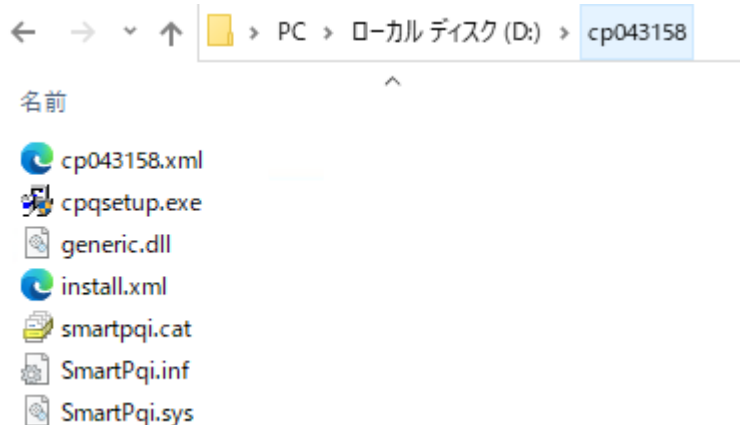 PC > ローカル ディスク (D:) > cp043158
名前
cp043158.xml
cpqsetup.exe
generic.dll
install.xml
smartpqi.cat
SmartPqi.inf
SmartPqi.sys